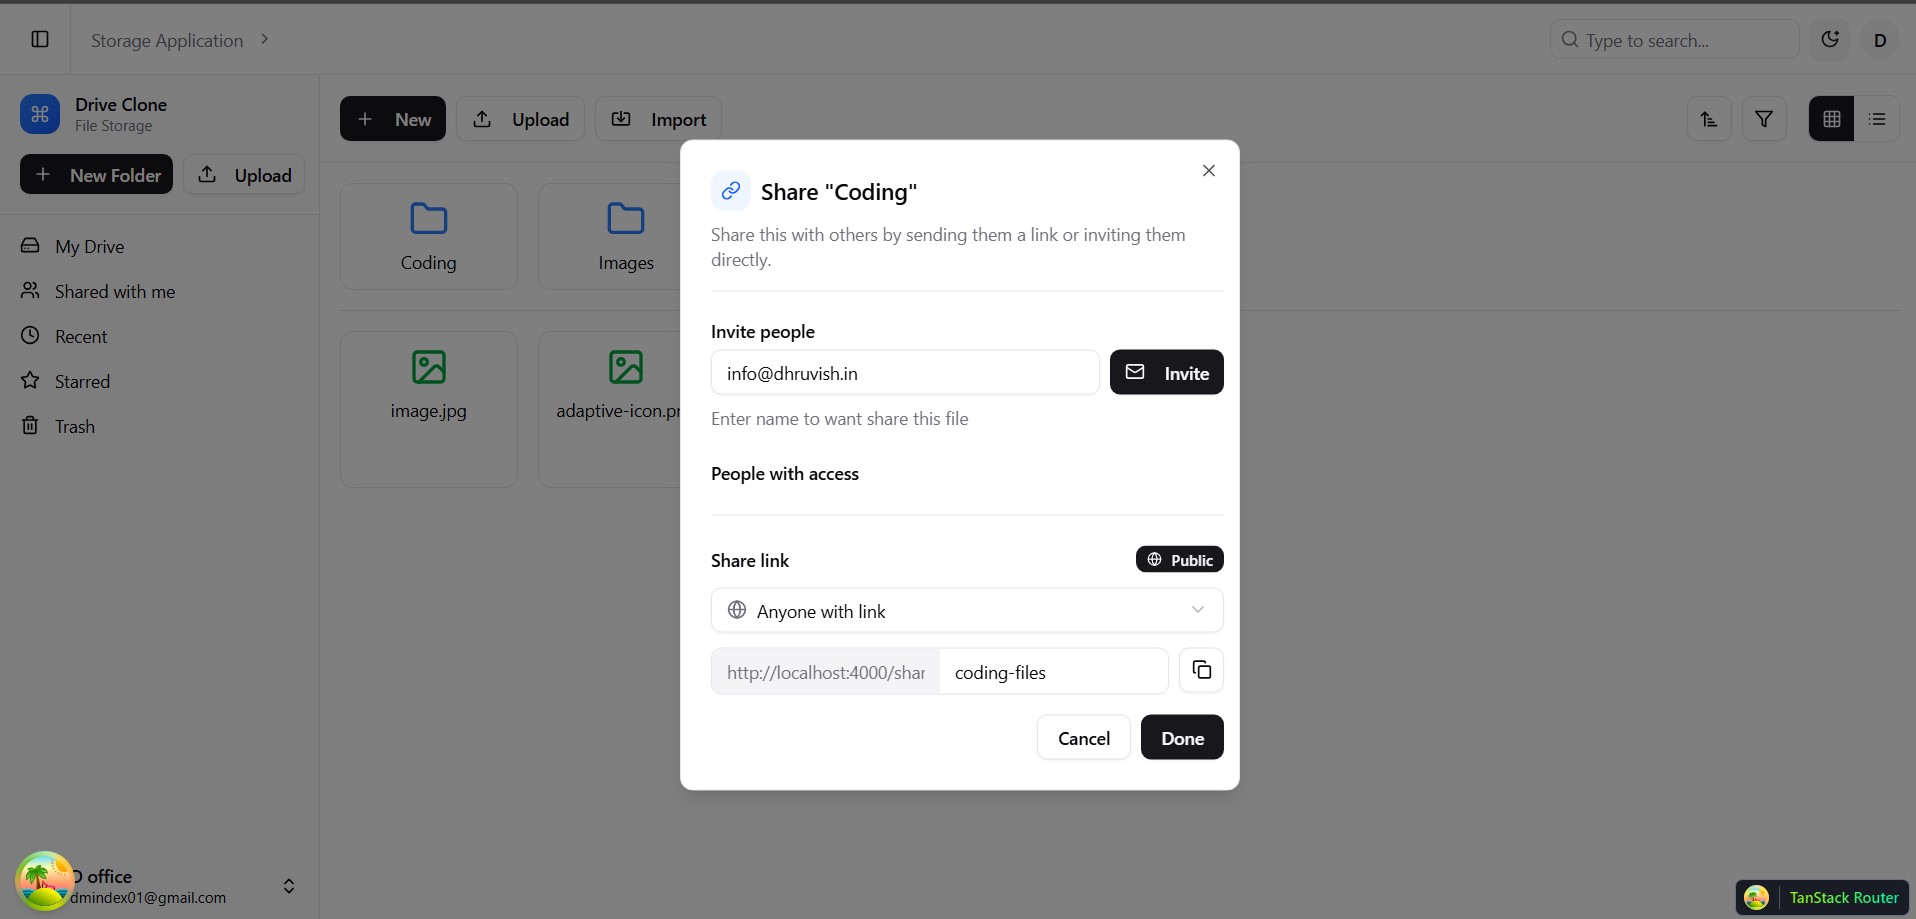 Storage Application
Type to search...
D
Drive Clone
File Storage
New Folder
Upload
My Drive
Shared with me
Recent
Starred
Trash
D office
dmindex01@gmail.com
New
Upload
Import
Coding
Images
image.jpg
adaptive-icon.pr
Share "Coding"
Share this with others by sending them a link or inviting them
directly.
Invite people
info@dhruvish.in
Invite
Enter name to want share this file
People with access
Share link
Public
Anyone with link
http://localhost:4000/shar
coding-files
Cancel
Done
TanStack Router